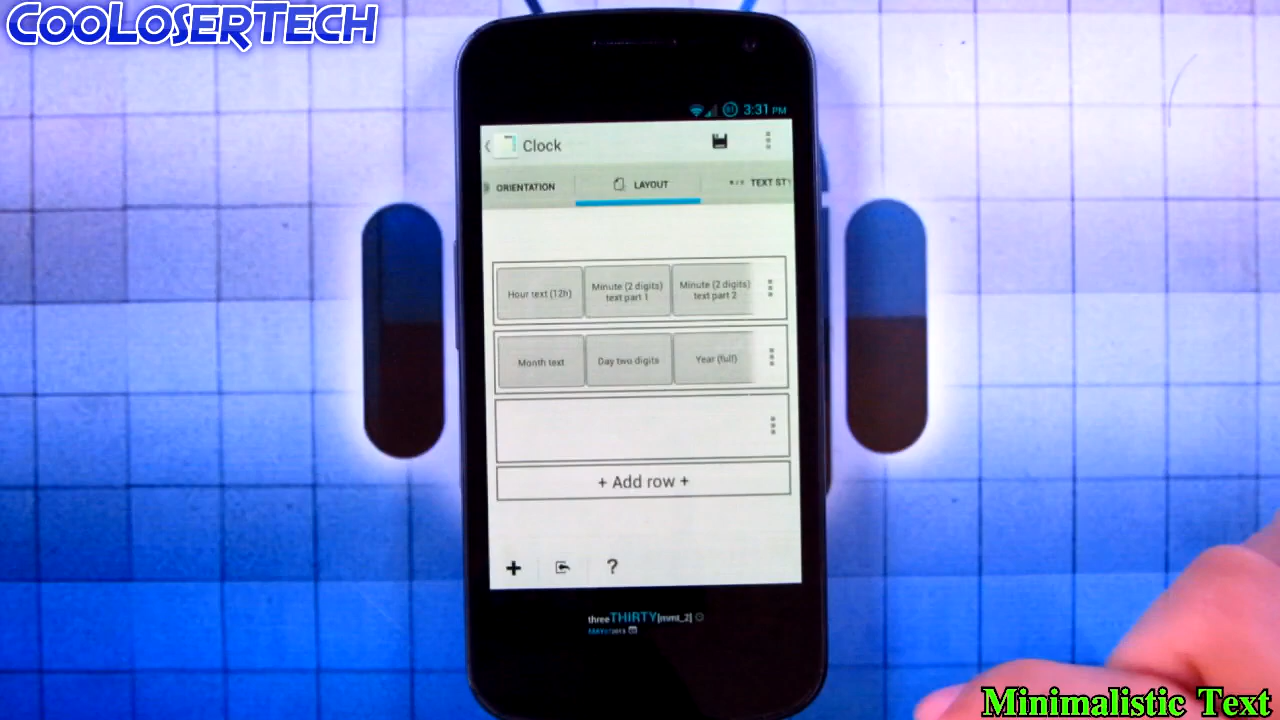 CooLoserTech
3:31 PM
Clock
ORIENTATION
LAYOUT
TEXT ST
Hour text (12h)
Minute (2 digits)
text part 1
Minute (2 digits)
text part 2
Month text
Day two digits
Year (full)
+ Add row +
?
threeTHIRTY[mmt_2]
Minimalistic Text